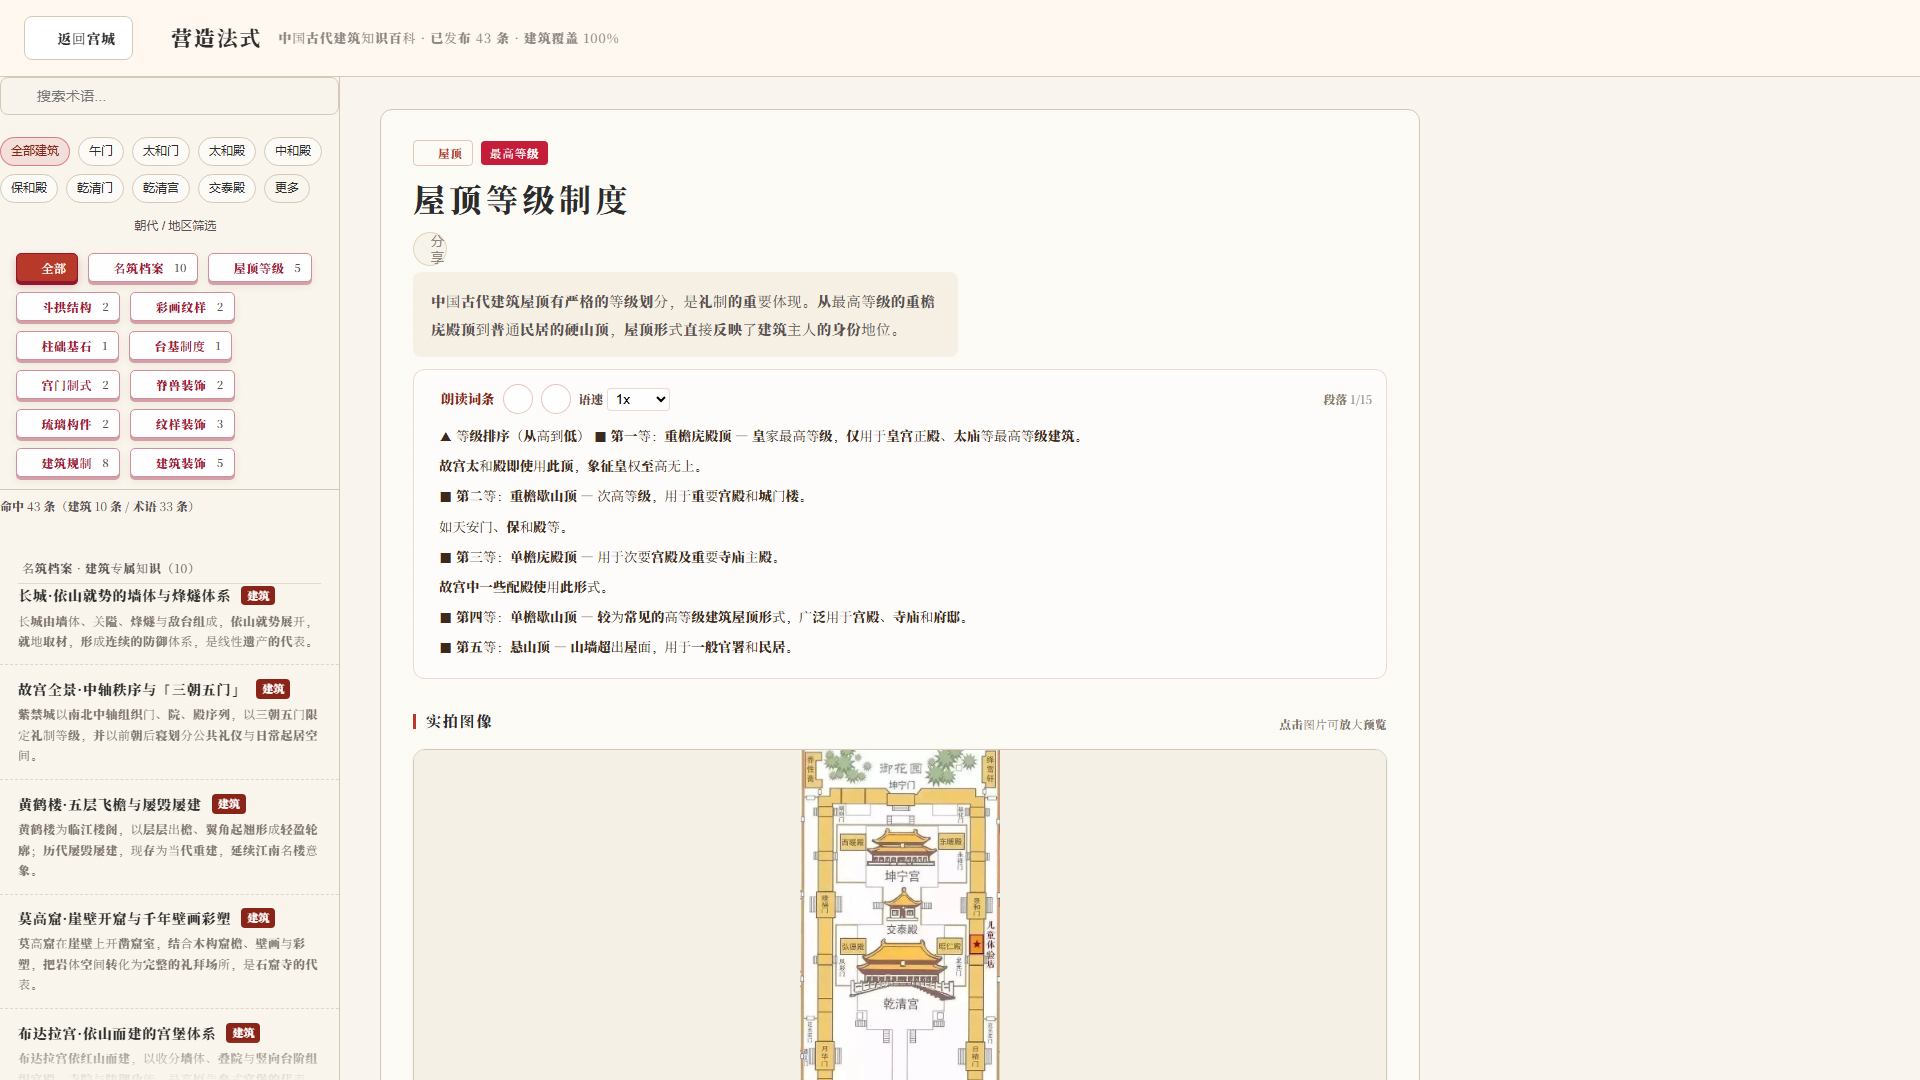 返回宫城
营造法式
中国古代建筑知识百科 · 已发布 43 条 · 建筑覆盖 100%
搜索术语...
全部建筑 午门 太和门 太和殿 中和殿
保和殿 乾清门 乾清宫 交泰殿 更多
朝代 / 地区筛选
全部 名筑档案 10 屋顶等级 5
斗拱结构 2 彩画纹样 2
柱础基石 1 台基制度 1
宫门制式 2 脊兽装饰 2
琉璃构件 2 纹样装饰 3
建筑规制 8 建筑装饰 5
命中 43 条（建筑 10 条 / 术语 33 条）
名筑档案 · 建筑专属知识（10）
长城·依山就势的墙体与烽燧体系 建筑
长城由墙体、关隘、烽燧与敌台组成，依山就势展开，
就地取材，形成连续的防御体系，是线性遗产的代表。
故宫全景·中轴秩序与「三朝五门」 建筑
紫禁城以南北中轴组织门、院、殿序列，以三朝五门限
定礼制等级，并以前朝后寝划分公共礼仪与日常起居空
间。
黄鹤楼·五层飞檐与屡毁屡建 建筑
黄鹤楼为临江楼阁，以层层出檐、翼角起翘形成轻盈轮
廓；历代屡毁屡建，现存为当代重建，延续江南名楼意
象。
莫高窟·崖壁开窟与千年壁画彩塑 建筑
莫高窟在崖壁上开凿窟室，结合木构窟檐、壁画与彩
塑，把岩体空间转化为完整的礼拜场所，是石窟寺的代
表。
布达拉宫·依山而建的宫堡体系 建筑
布达拉宫依红山而建，以收分墙体、叠院与竖向台阶组
屋顶 最高等级
屋顶等级制度
分
享
中国古代建筑屋顶有严格的等级划分，是礼制的重要体现。从最高等级的重檐
庑殿顶到普通民居的硬山顶，屋顶形式直接反映了建筑主人的身份地位。
朗读词条 语速 1x 段落 1/15
▲ 等级排序（从高到低） ■ 第一等：重檐庑殿顶 — 皇家最高等级，仅用于皇宫正殿、太庙等最高等级建筑。
故宫太和殿即使用此顶，象征皇权至高无上。
■ 第二等：重檐歇山顶 — 次高等级，用于重要宫殿和城门楼。
如天安门、保和殿等。
■ 第三等：单檐庑殿顶 — 用于次要宫殿及重要寺庙主殿。
故宫中一些配殿使用此形式。
■ 第四等：单檐歇山顶 — 较为常见的高等级建筑屋顶形式，广泛用于宫殿、寺庙和府邸。
■ 第五等：悬山顶 — 山墙超出屋面，用于一般官署和民居。
实拍图像 点击图片可放大预览
养性斋 御花园 绛雪轩
坤宁门
西暖殿 东暖殿
坤宁宫
交泰殿
弘德殿 昭仁殿
儿童体验店
乾清宫
月华门 日精门